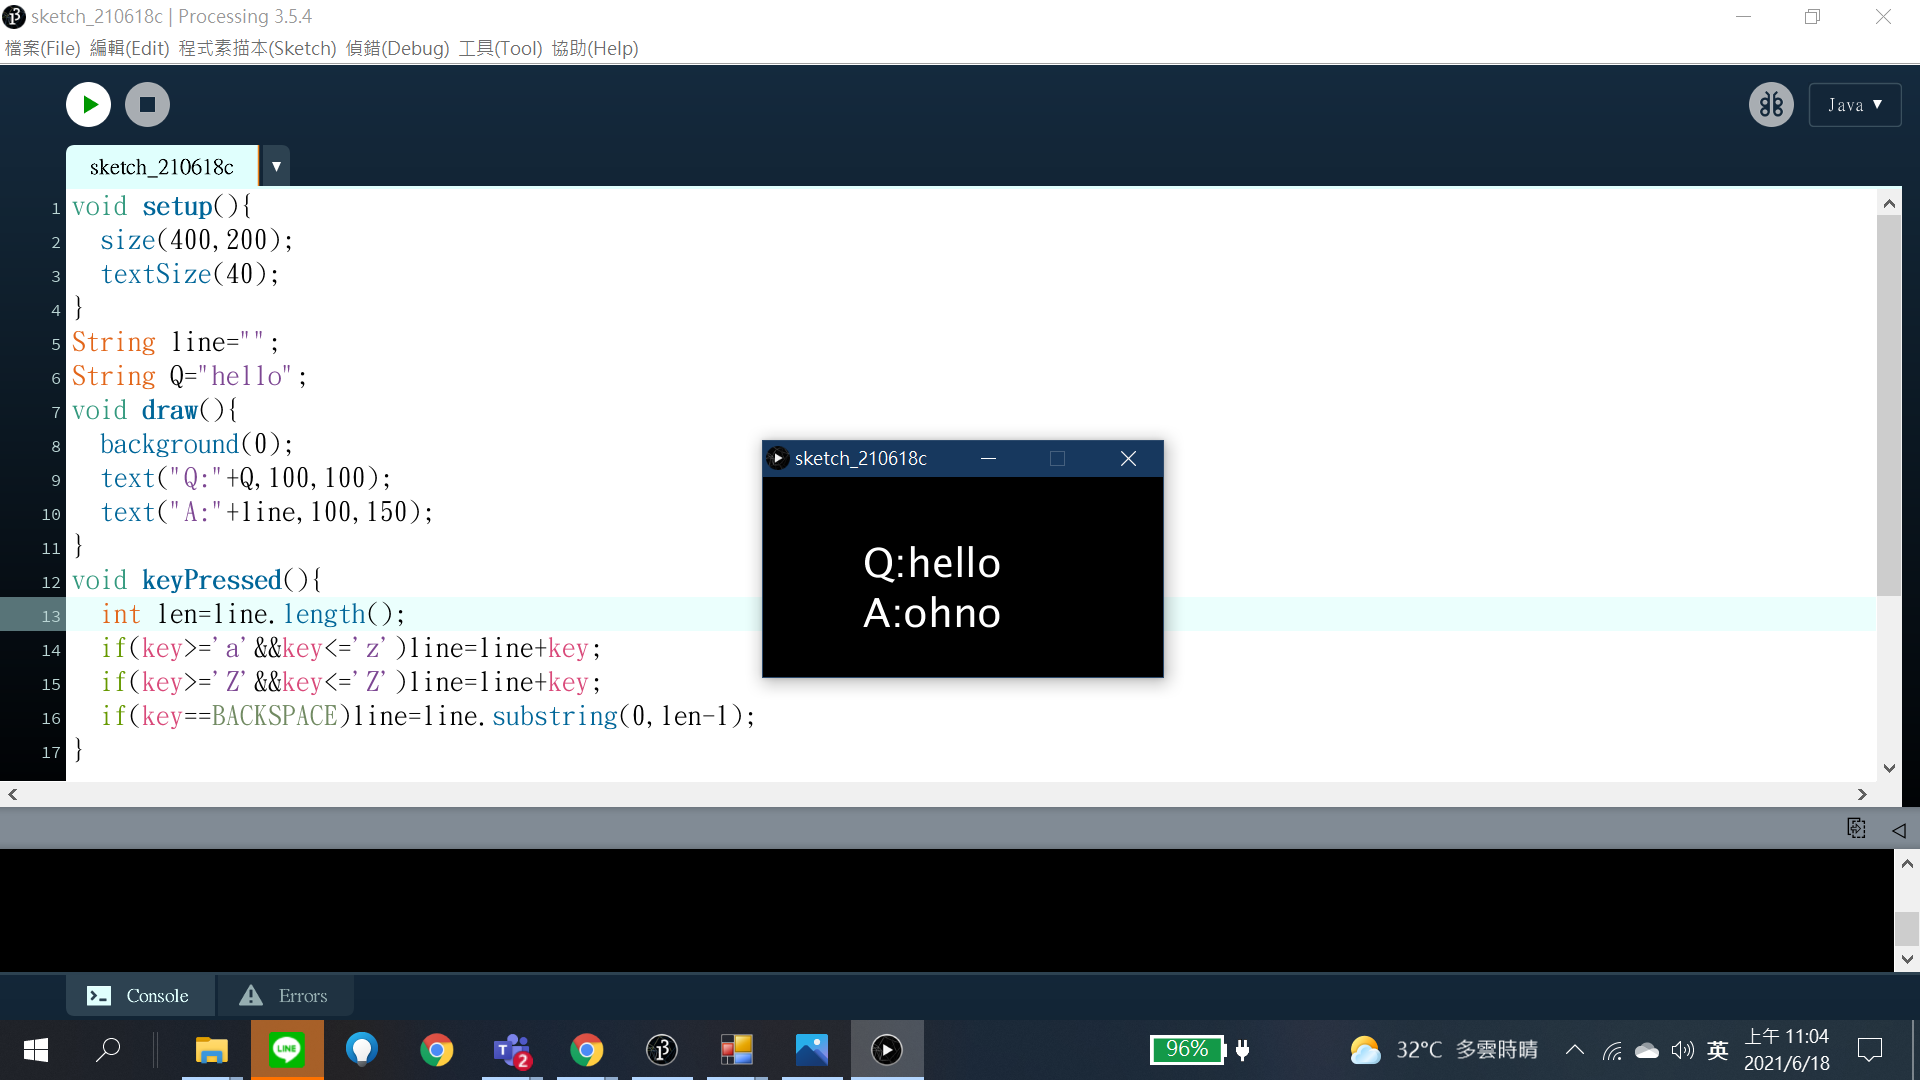 sketch_210618c | Processing 3.5.4
檔案(File) 編輯(Edit) 程式素描本(Sketch) 偵錯(Debug) 工具(Tool) 協助(Help)
Java ▼
sketch_210618c ▼
1 void setup(){
2   size(400,200);
3   textSize(40);
4 }
5 String line="";
6 String Q="hello";
7 void draw(){
8   background(0);
9   text("Q:"+Q,100,100);
10   text("A:"+line,100,150);
11 }
12 void keyPressed(){
13   int len=line.length();
14   if(key>='a'&&key<='z')line=line+key;
15   if(key>='Z'&&key<='Z')line=line+key;
16   if(key==BACKSPACE)line=line.substring(0,len-1);
17 }
sketch_210618c
Q:hello
A:ohno
Console
Errors
LINE
T
2
96%
32°C 多雲時晴
英
上午 11:04
2021/6/18